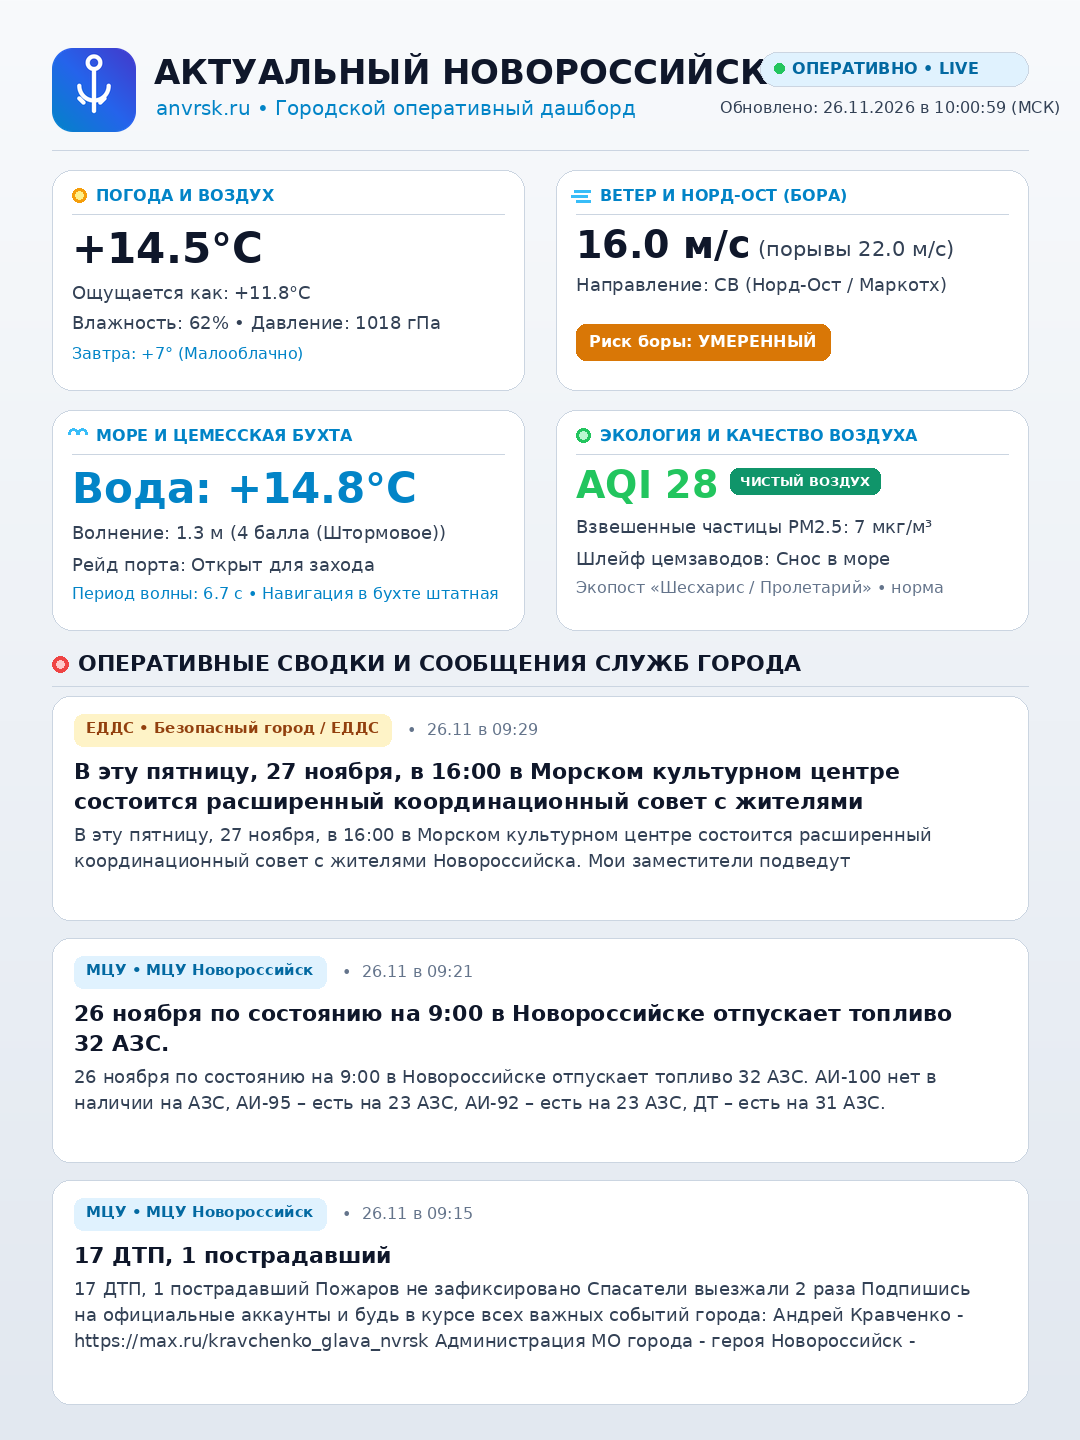 АКТУАЛЬНЫЙ НОВОРОССИЙСК
ОПЕРАТИВНО • LIVE
anvrsk.ru • Городской оперативный дашборд
Обновлено: 26.11.2026 в 10:00:59 (МСК)
ПОГОДА И ВОЗДУХ
+14.5°C
Ощущается как: +11.8°C
Влажность: 62% • Давление: 1018 гПа
Завтра: +7° (Малооблачно)
ВЕТЕР И НОРД-ОСТ (БОРА)
16.0 м/с (порывы 22.0 м/с)
Направление: СВ (Норд-Ост / Маркотх)
Риск боры: УМЕРЕННЫЙ
МОРЕ И ЦЕМЕССКАЯ БУХТА
Вода: +14.8°C
Волнение: 1.3 м (4 балла (Штормовое))
Рейд порта: Открыт для захода
Период волны: 6.7 с • Навигация в бухте штатная
ЭКОЛОГИЯ И КАЧЕСТВО ВОЗДУХА
AQI 28 ЧИСТЫЙ ВОЗДУХ
Взвешенные частицы PM2.5: 7 мкг/м³
Шлейф цемзаводов: Снос в море
Экопост «Шесхарис / Пролетарий» • норма
ОПЕРАТИВНЫЕ СВОДКИ И СООБЩЕНИЯ СЛУЖБ ГОРОДА
ЕДДС • Безопасный город / ЕДДС • 26.11 в 09:29
В эту пятницу, 27 ноября, в 16:00 в Морском культурном центре
состоится расширенный координационный совет с жителями
В эту пятницу, 27 ноября, в 16:00 в Морском культурном центре состоится расширенный
координационный совет с жителями Новороссийска. Мои заместители подведут
МЦУ • МЦУ Новороссийск • 26.11 в 09:21
26 ноября по состоянию на 9:00 в Новороссийске отпускает топливо
32 АЗС.
26 ноября по состоянию на 9:00 в Новороссийске отпускает топливо 32 АЗС. АИ-100 нет в
наличии на АЗС, АИ-95 – есть на 23 АЗС, АИ-92 – есть на 23 АЗС, ДТ – есть на 31 АЗС.
МЦУ • МЦУ Новороссийск • 26.11 в 09:15
17 ДТП, 1 пострадавший
17 ДТП, 1 пострадавший Пожаров не зафиксировано Спасатели выезжали 2 раза Подпишись
на официальные аккаунты и будь в курсе всех важных событий города: Андрей Кравченко -
https://max.ru/kravchenko_glava_nvrsk Администрация МО города - героя Новороссийск -